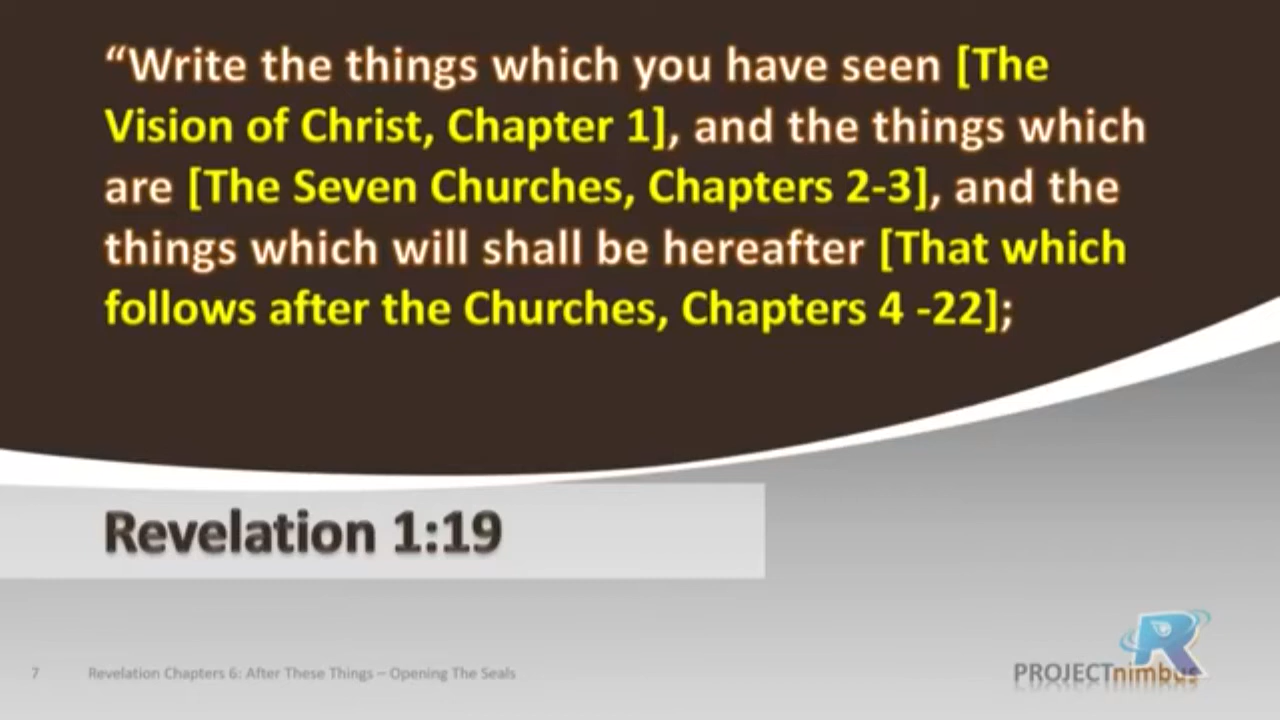 “Write the things which you have seen [The
Vision of Christ, Chapter 1], and the things which
are [The Seven Churches, Chapters 2-3], and the
things which will shall be hereafter [That which
follows after the Churches, Chapters 4 -22];
Revelation 1:19
7 Revelation Chapters 6: After These Things – Opening The Seals
R
PROJECTnimbus